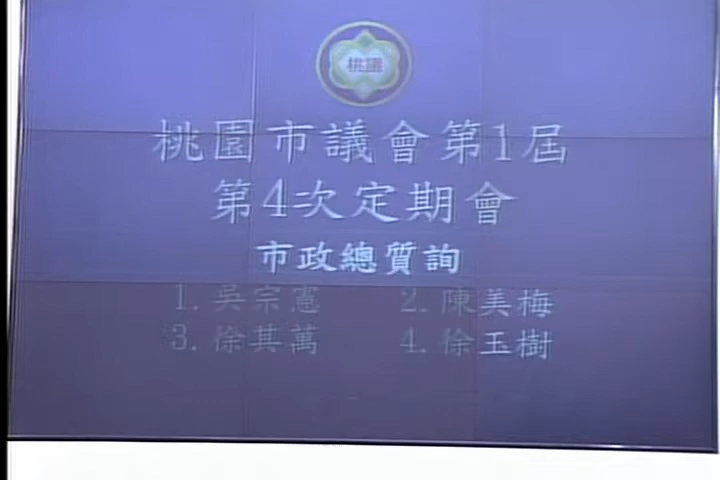 桃議
桃園市議會第1屆
第4次定期會
市政總質詢
1. 吳宗憲 2. 陳美梅
3. 徐其萬 4. 徐玉樹